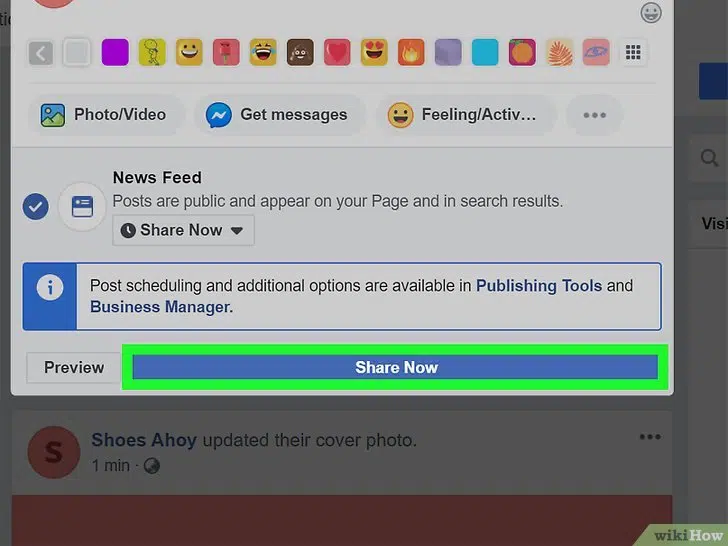 Photo/Video
Get messages
Feeling/Activ...
News Feed
Posts are public and appear on your Page and in search results.
Share Now
Post scheduling and additional options are available in Publishing Tools and
Business Manager.
Preview
Share Now
Visi
S
Shoes Ahoy updated their cover photo.
1 min ·
wikiHow